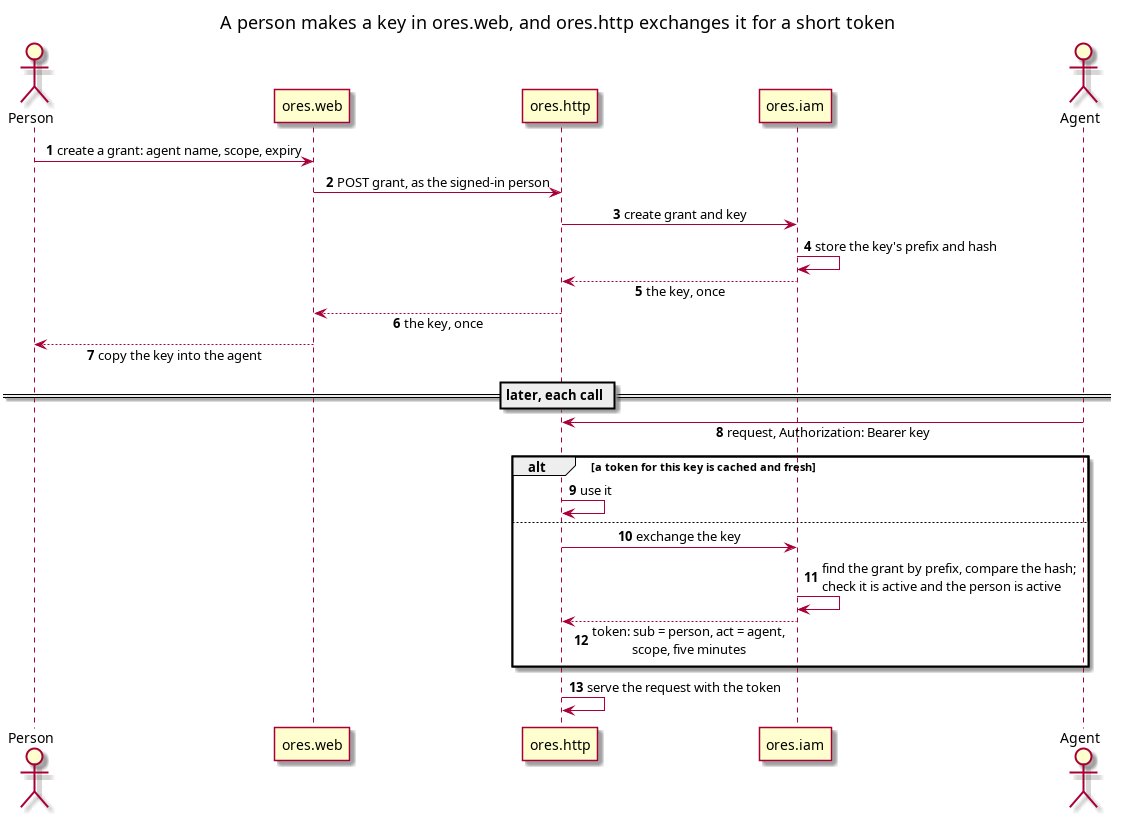 A person makes a key in ores.web, and ores.http exchanges it for a short token
Person
ores.web
ores.http
ores.iam
Agent
1 create a grant: agent name, scope, expiry
2 POST grant, as the signed-in person
3 create grant and key
4 store the key's prefix and hash
5 the key, once
6 the key, once
7 copy the key into the agent
later, each call
8 request, Authorization: Bearer key
alt [a token for this key is cached and fresh]
9 use it
10 exchange the key
11 find the grant by prefix, compare the hash;
check it is active and the person is active
12 token: sub = person, act = agent,
scope, five minutes
13 serve the request with the token
Person
ores.web
ores.http
ores.iam
Agent